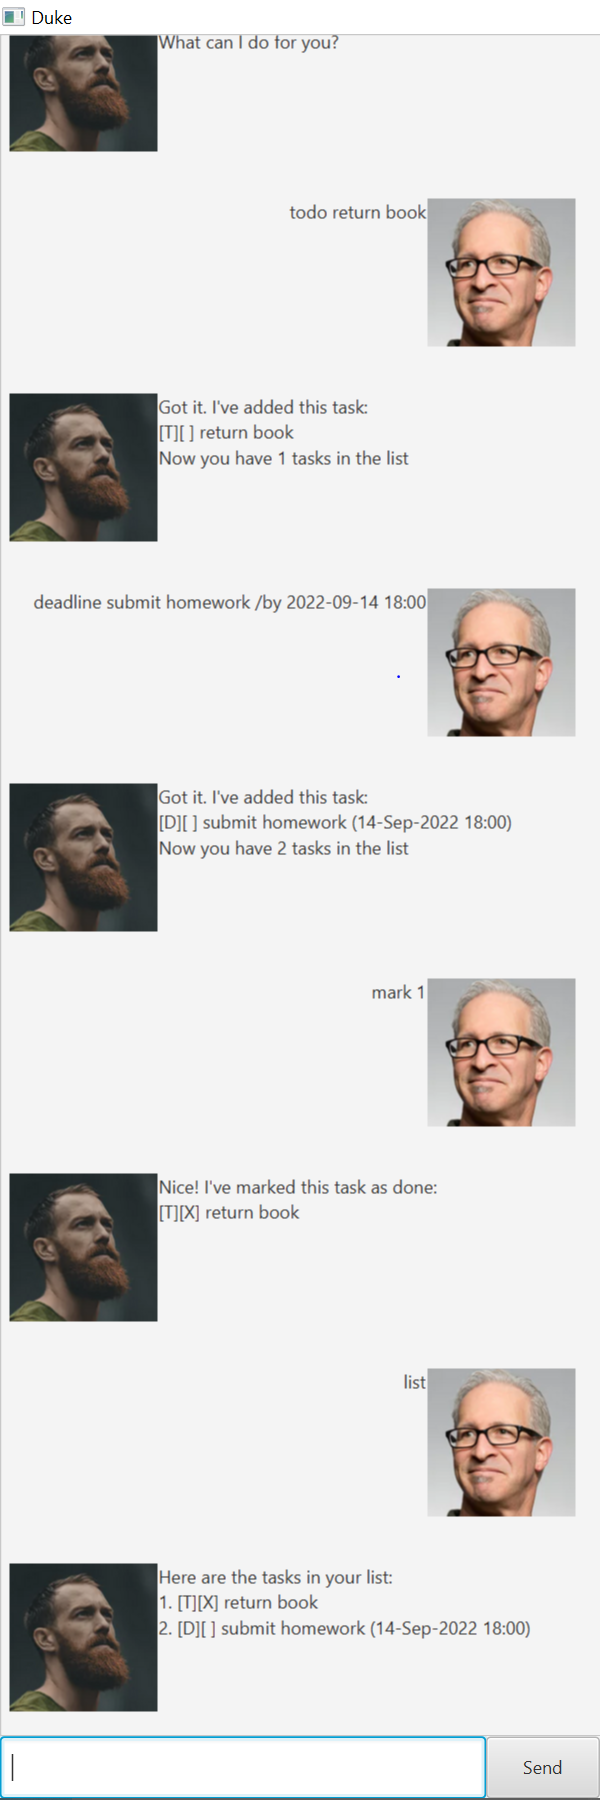 Duke
What can I do for you?
todo return book
Got it. I've added this task:
[T][ ] return book
Now you have 1 tasks in the list
deadline submit homework /by 2022-09-14 18:00
Got it. I've added this task:
[D][ ] submit homework (14-Sep-2022 18:00)
Now you have 2 tasks in the list
mark 1
Nice! I've marked this task as done:
[T][X] return book
list
Here are the tasks in your list:
1. [T][X] return book
2. [D][ ] submit homework (14-Sep-2022 18:00)
Send